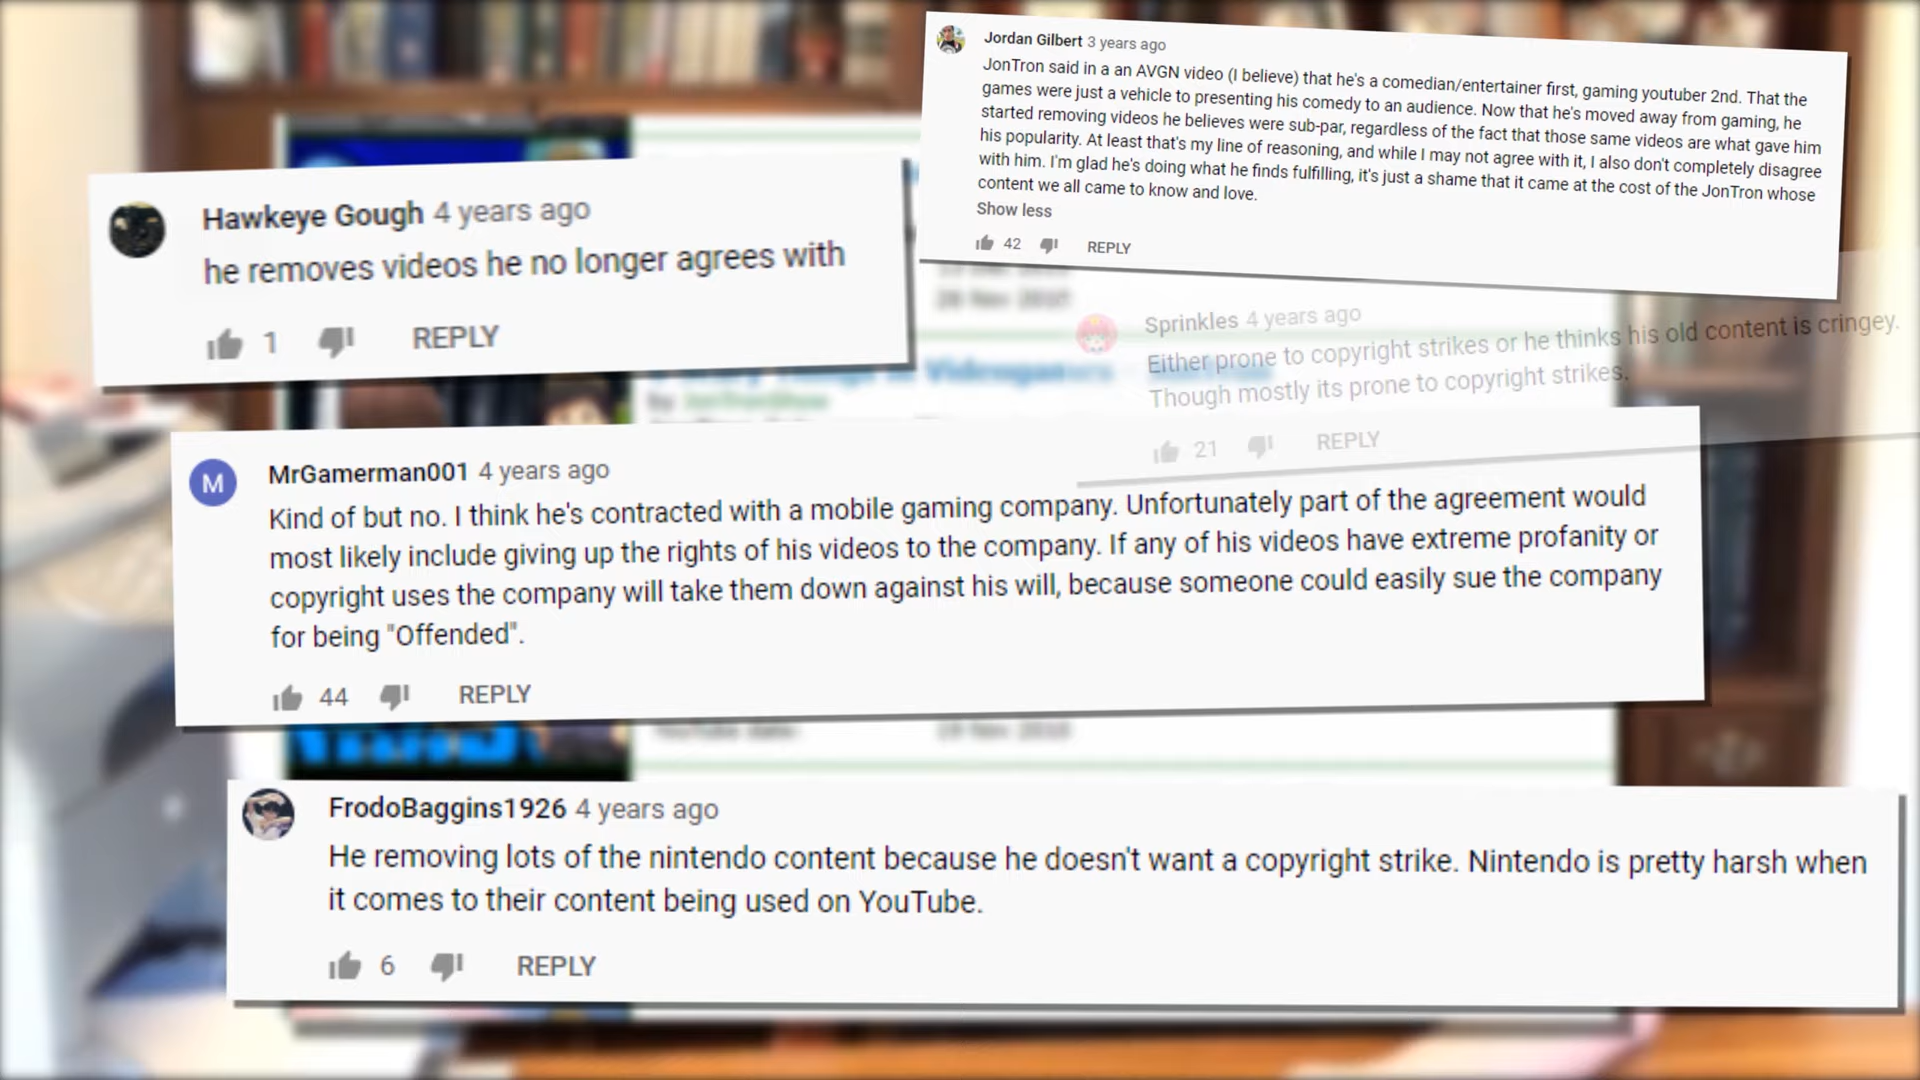 Jordan Gilbert 3 years ago
JonTron said in a an AVGN video (I believe) that he's a comedian/entertainer first, gaming youtuber 2nd. That the
games were just a vehicle to presenting his comedy to an audience. Now that he's moved away from gaming, he
started removing videos he believes were sub-par, regardless of the fact that those same videos are what gave him
his popularity. At least that's my line of reasoning, and while I may not agree with it, I also don't completely disagree
with him. I'm glad he's doing what he finds fulfilling, it's just a shame that it came at the cost of the JonTron whose
content we all came to know and love.
Show less
42 REPLY
Hawkeye Gough 4 years ago
he removes videos he no longer agrees with
1 REPLY
Sprinkles 4 years ago
Either prone to copyright strikes or he thinks his old content is cringey.
Though mostly its prone to copyright strikes.
21 REPLY
M
MrGamerman001 4 years ago
Kind of but no. I think he's contracted with a mobile gaming company. Unfortunately part of the agreement would
most likely include giving up the rights of his videos to the company. If any of his videos have extreme profanity or
copyright uses the company will take them down against his will, because someone could easily sue the company
for being "Offended".
44 REPLY
YouTube date: 19 Nov 2010
FrodoBaggins1926 4 years ago
He removing lots of the nintendo content because he doesn't want a copyright strike. Nintendo is pretty harsh when
it comes to their content being used on YouTube.
6 REPLY